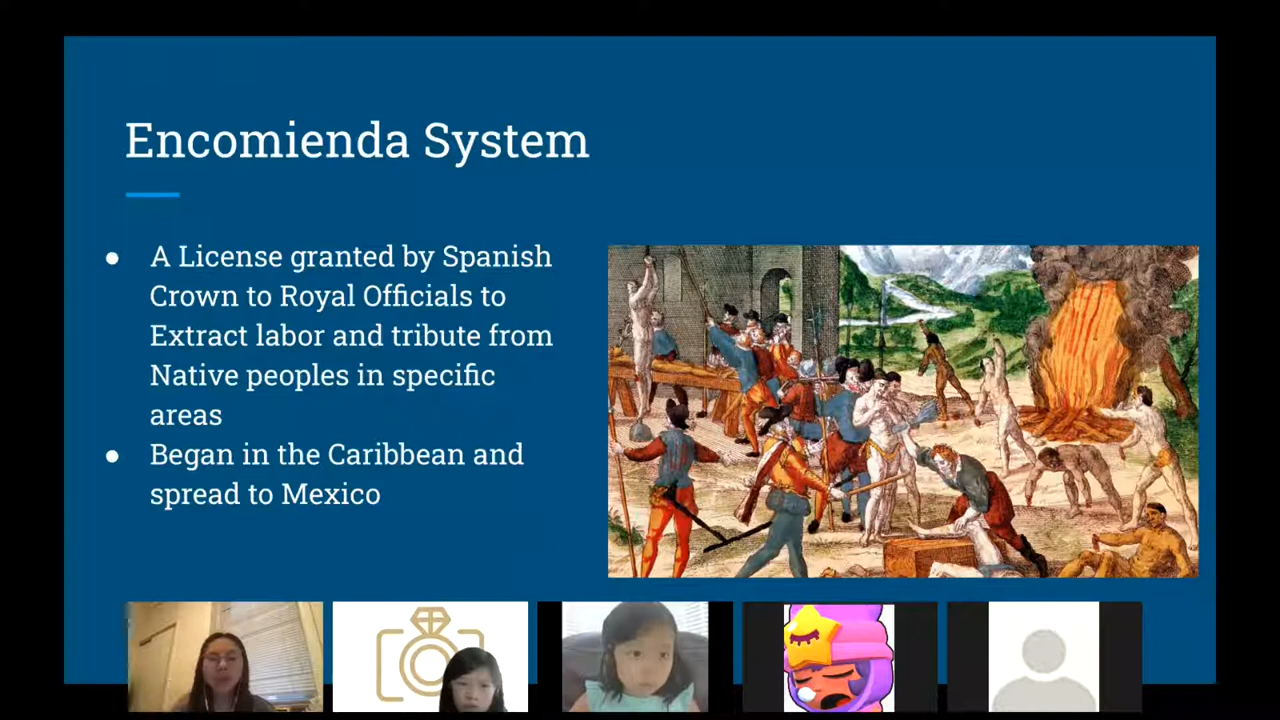 Encomienda System
● A License granted by Spanish
Crown to Royal Officials to
Extract labor and tribute from
Native peoples in specific
areas
● Began in the Caribbean and
spread to Mexico